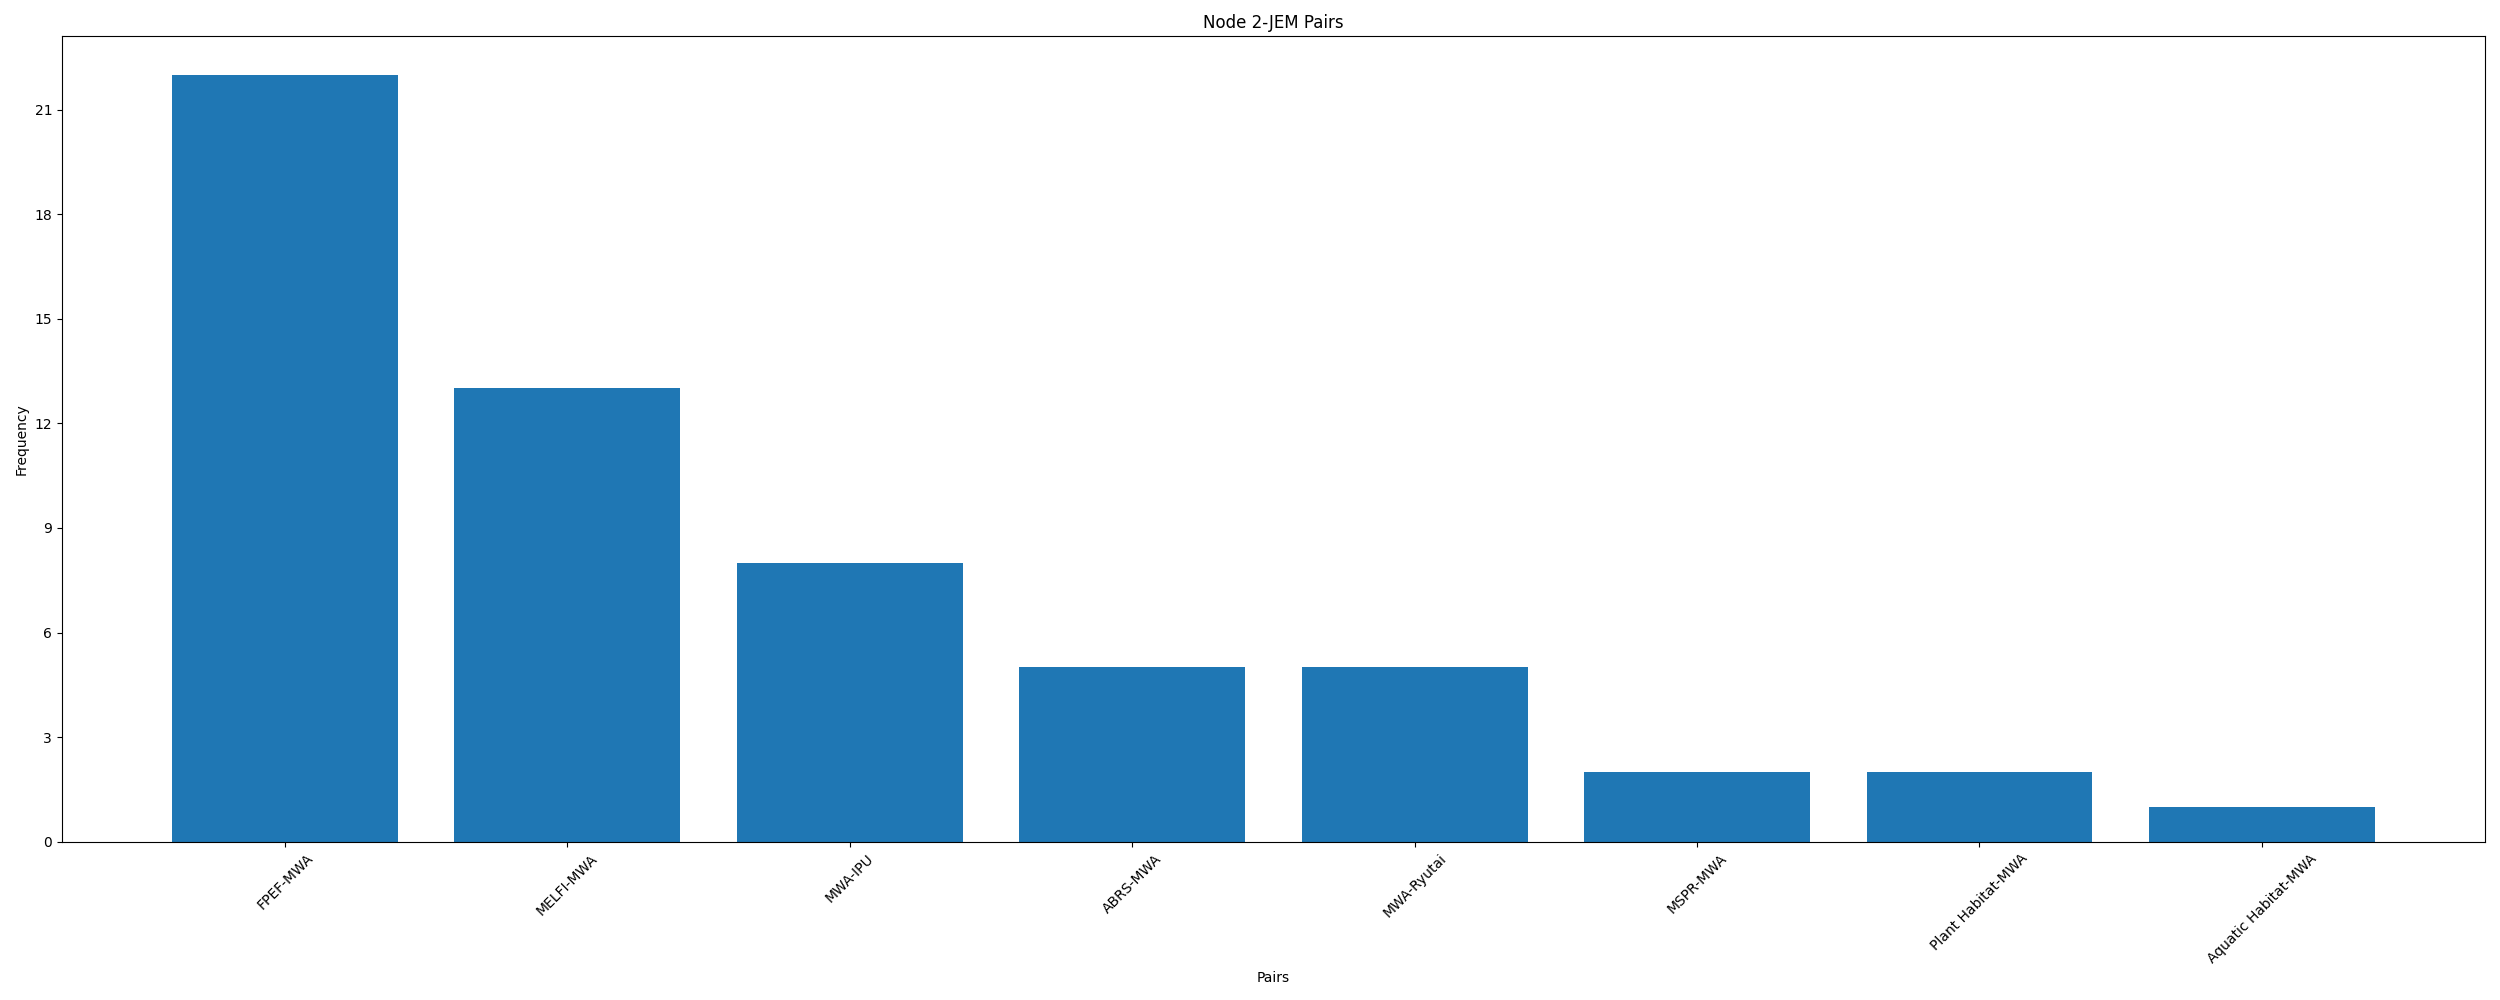 Node 2-JEM Pairs
Frequency
21
18
15
12
9
6
3
0
FPEF-MWA
MELFI-MWA
MWA-IPU
ABRS-MWA
MWA-Ryutai
MSPR-MWA
Plant Habitat-MWA
Aquatic Habitat-MWA
Pairs